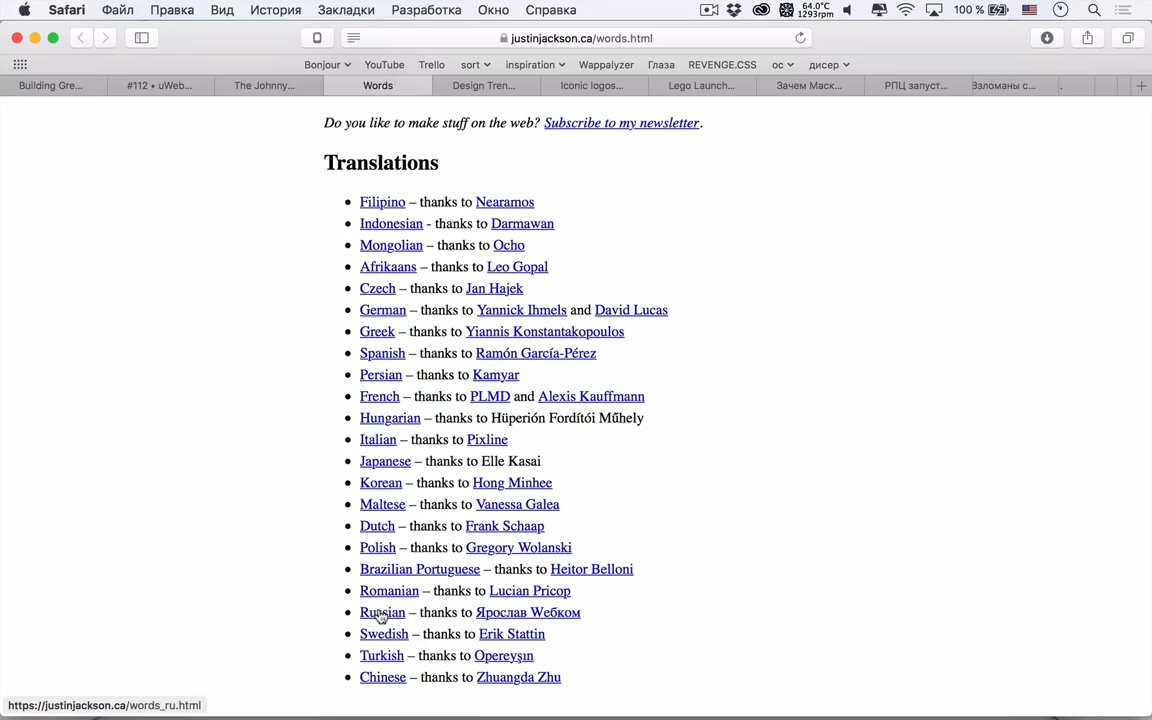 Safari Файл Правка Вид История Закладки Разработка Окно Справка 64.0°C 1293rpm 100 %
justinjackson.ca/words.html
Bonjour YouTube Trello sort inspiration Wappalyzer Глаза REVENGE.CSS ос дисер
Building Gre... #112 • uWeb... The Johnny... Words Design Tren... Iconic logos... Lego Launch... Зачем Маск... РПЦ запуст... Взломаны с...
Do you like to make stuff on the web? Subscribe to my newsletter.
Translations
Filipino – thanks to Nearamos
Indonesian - thanks to Darmawan
Mongolian – thanks to Ocho
Afrikaans – thanks to Leo Gopal
Czech – thanks to Jan Hajek
German – thanks to Yannick Ihmels and David Lucas
Greek – thanks to Yiannis Konstantakopoulos
Spanish – thanks to Ramón García-Pérez
Persian – thanks to Kamyar
French – thanks to PLMD and Alexis Kauffmann
Hungarian – thanks to Hüperión Fordítói Műhely
Italian – thanks to Pixline
Japanese – thanks to Elle Kasai
Korean – thanks to Hong Minhee
Maltese – thanks to Vanessa Galea
Dutch – thanks to Frank Schaap
Polish – thanks to Gregory Wolanski
Brazilian Portuguese – thanks to Heitor Belloni
Romanian – thanks to Lucian Pricop
Russian – thanks to Ярослав Wебком
Swedish – thanks to Erik Stattin
Turkish – thanks to Opereyşın
Chinese – thanks to Zhuangda Zhu
https://justinjackson.ca/words_ru.html